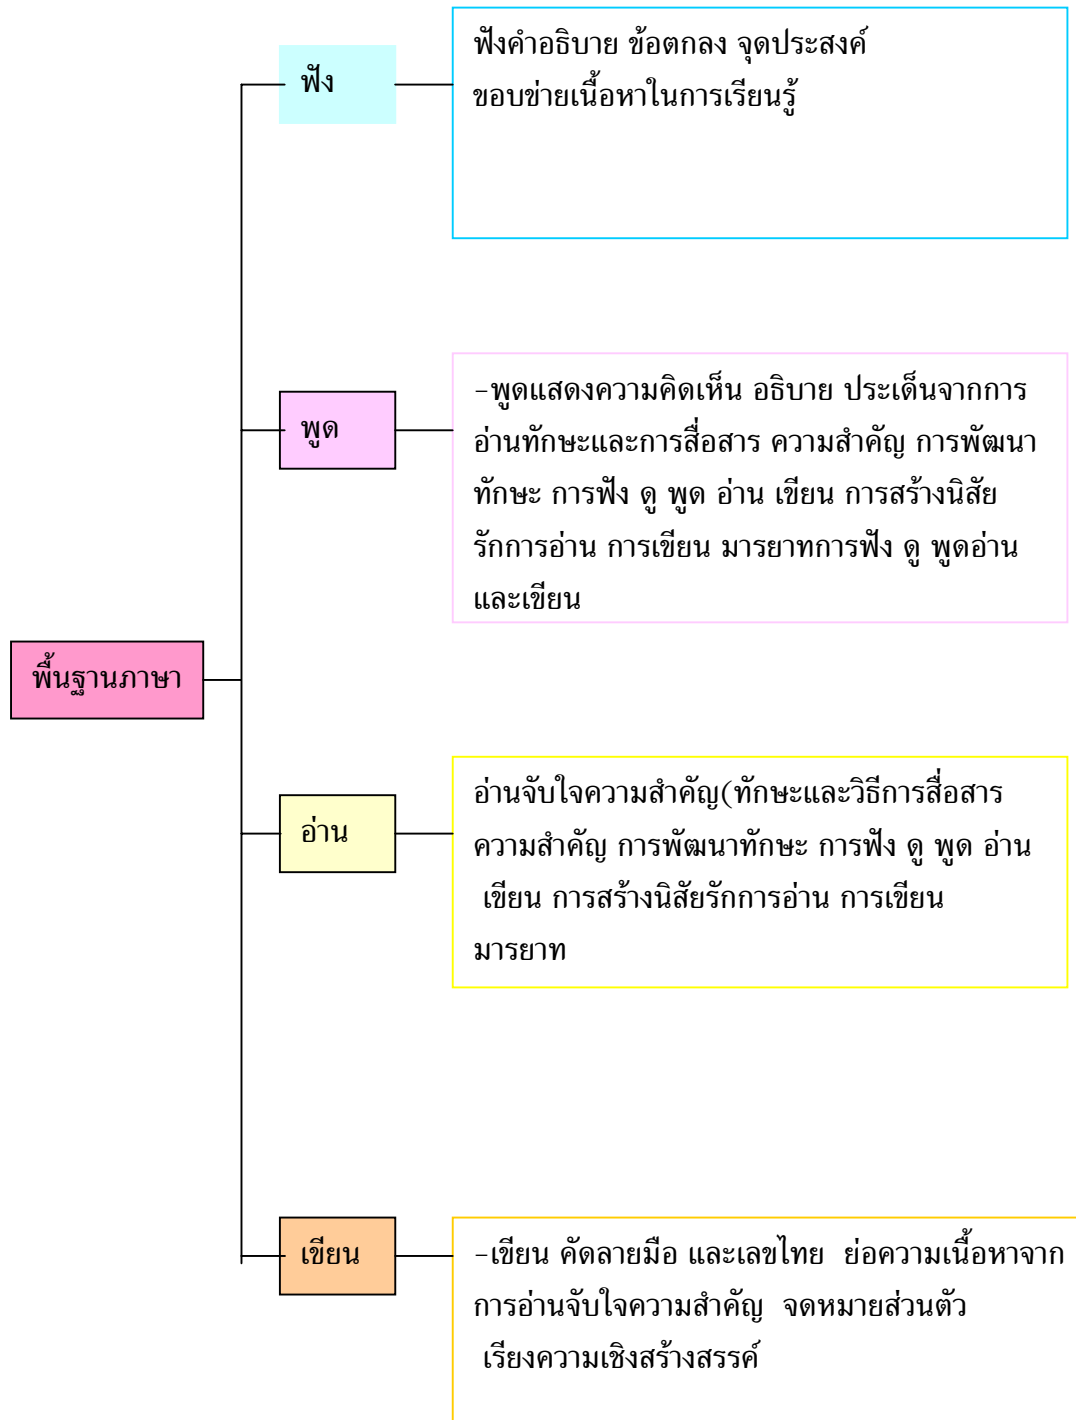 ฟัง
ฟังคำอธิบาย ข้อตกลง จุดประสงค์
ขอบข่ายเนื้อหาในการเรียนรู้
พูด
-พูดแสดงความคิดเห็น อธิบาย ประเด็นจากการ
อ่านทักษะและการสื่อสาร ความสำคัญ การพัฒนา
ทักษะ การฟัง ดู พูด อ่าน เขียน การสร้างนิสัย
รักการอ่าน การเขียน มารยาทการฟัง ดู พูดอ่าน
และเขียน
พื้นฐานภาษา
อ่าน
อ่านจับใจความสำคัญ(ทักษะและวิธีการสื่อสาร
ความสำคัญ การพัฒนาทักษะ การฟัง ดู พูด อ่าน
เขียน การสร้างนิสัยรักการอ่าน การเขียน
มารยาท
เขียน
-เขียน คัดลายมือ และเลขไทย ย่อความเนื้อหาจาก
การอ่านจับใจความสำคัญ จดหมายส่วนตัว
เรียงความเชิงสร้างสรรค์